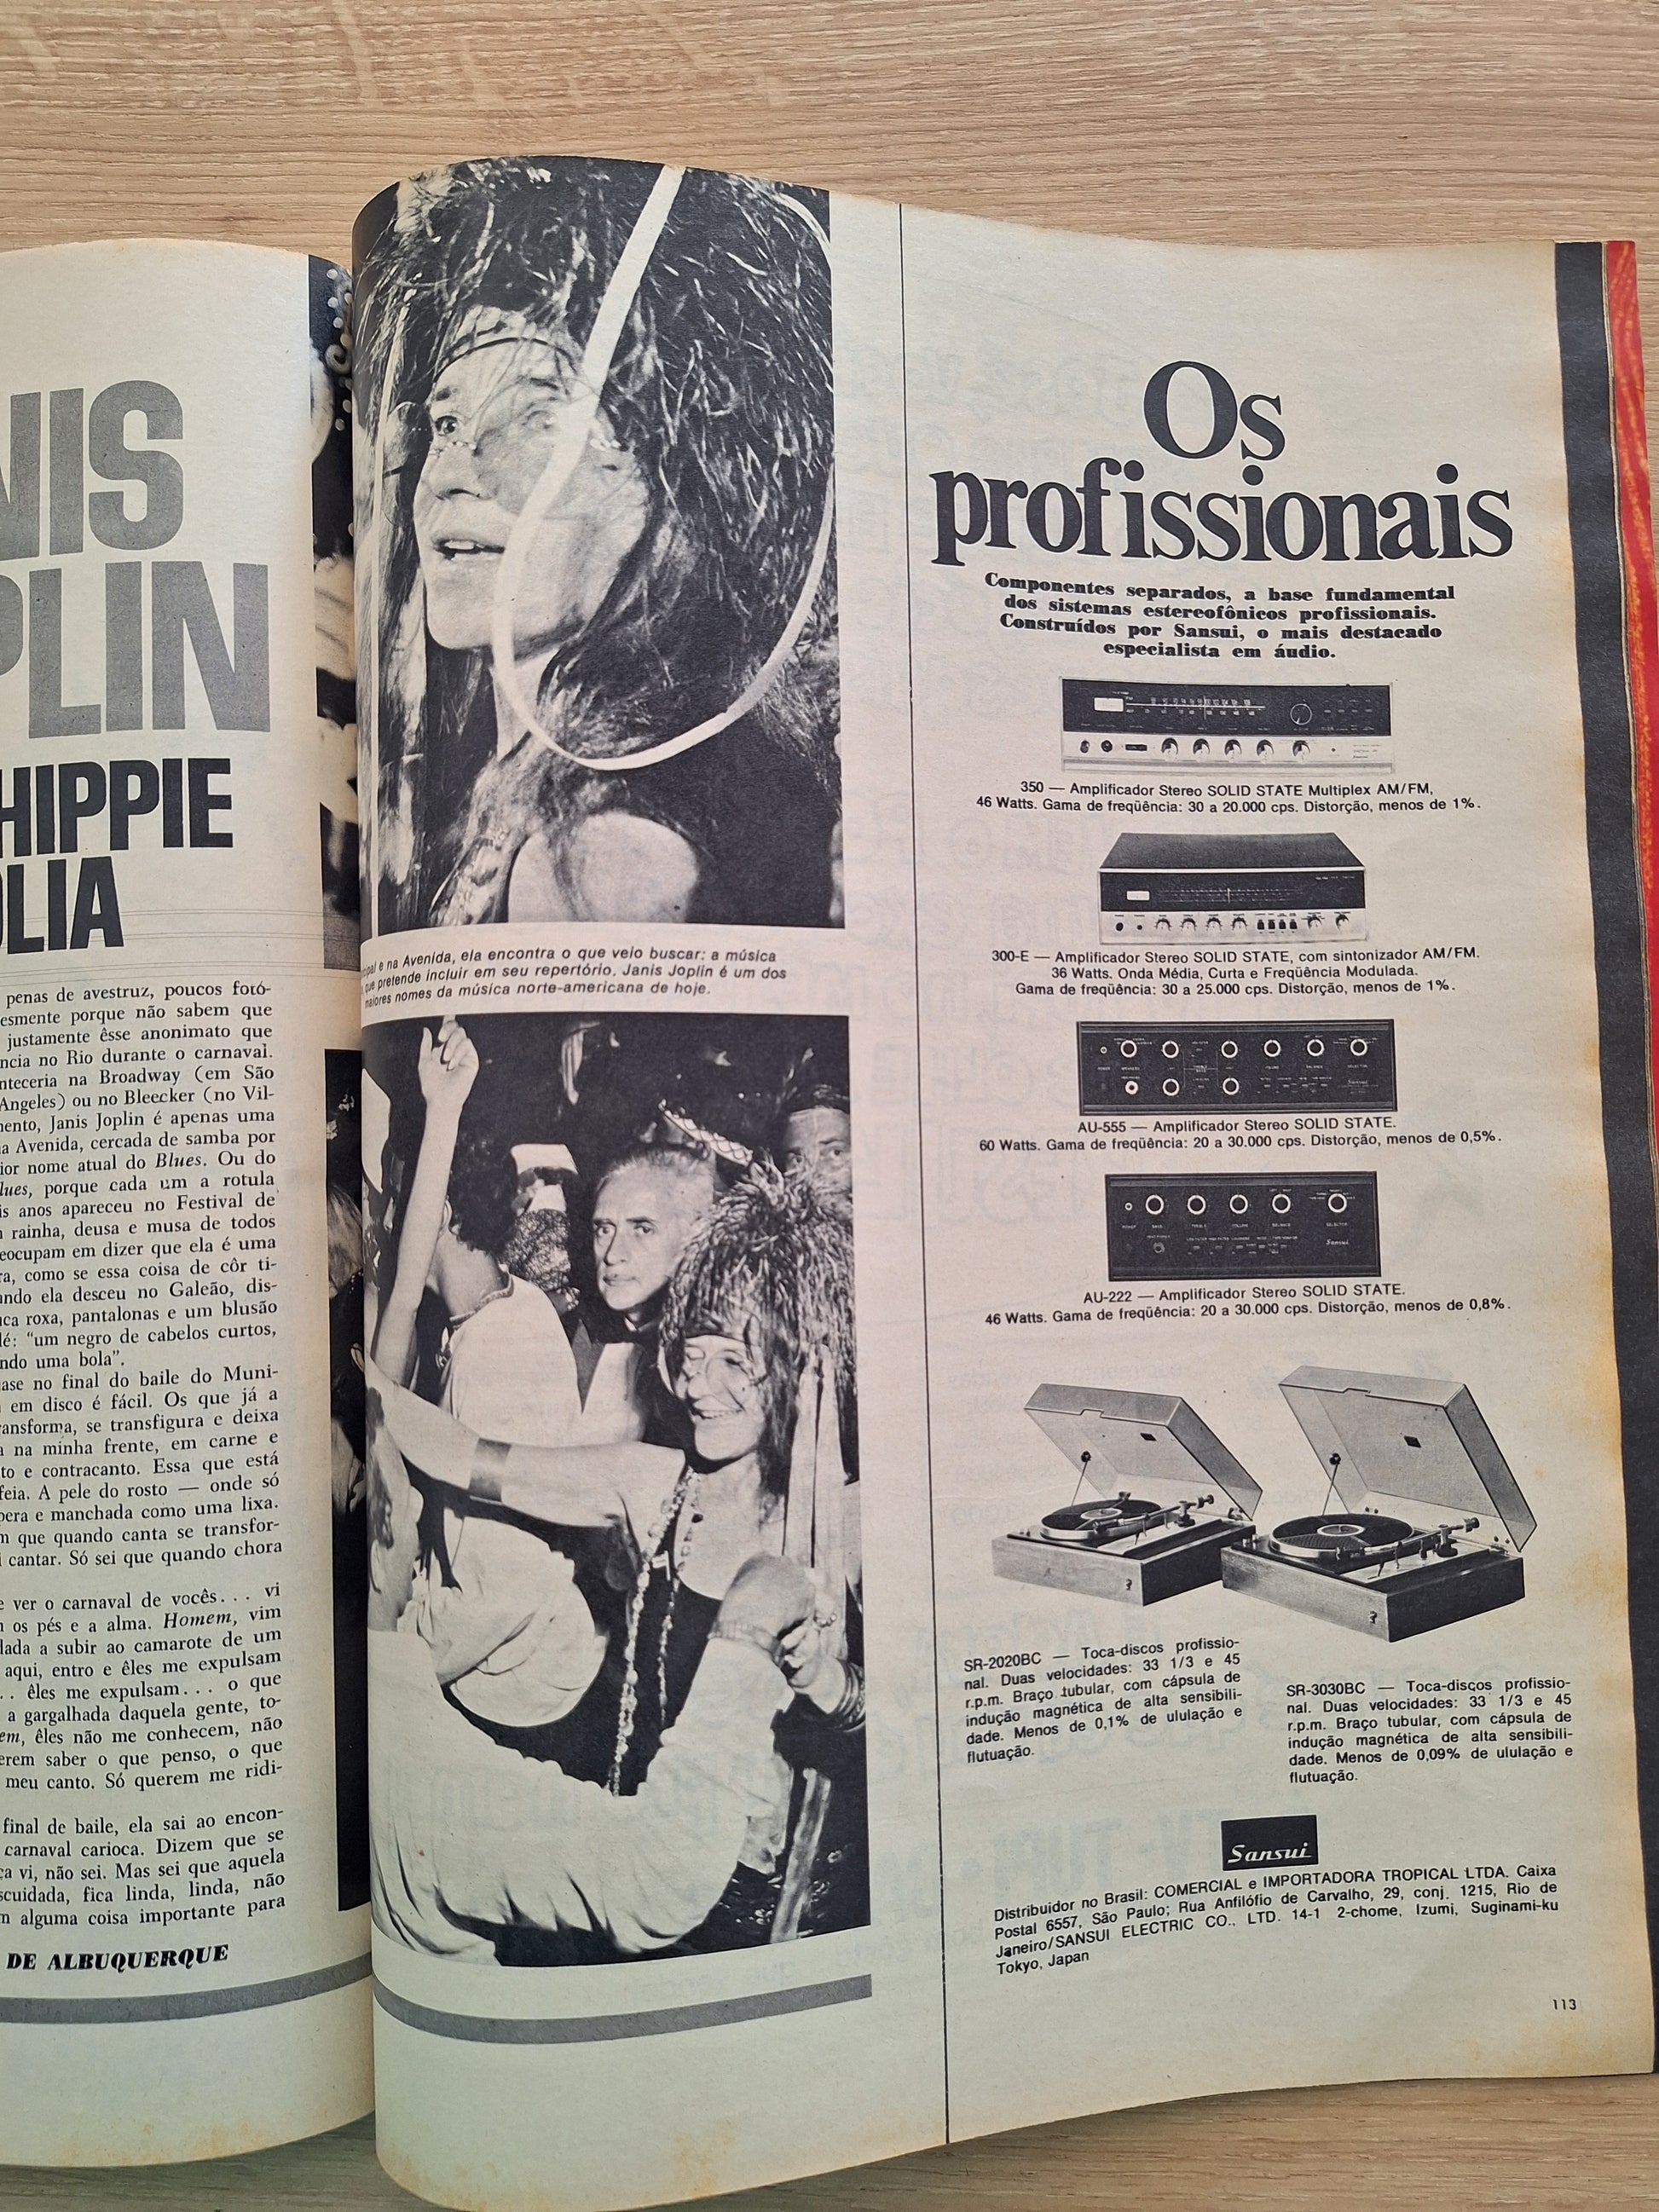 NIS
PLIN
HIPPIE
OLIA
penas de avestruz, poucos fotó-
esmente porque não sabem que
justamente êsse anonimato que
ncia no Rio durante o carnaval.
nteceria na Broadway (em São
Angeles) ou no Bleecker (no Vil-
mento, Janis Joplin é apenas uma
a Avenida, cercada de samba por
ior nome atual do Blues. Ou do
lues, porque cada um a rotula
is anos apareceu no Festival de
rainha, deusa e musa de todos
eocupam em dizer que ela é uma
ra, como se essa coisa de côr ti-
ando ela desceu no Galeão, dis-
ca roxa, pantalonas e um blusão
lé: "um negro de cabelos curtos,
ndo uma bola".
ase no final do baile do Muni-
em disco é fácil. Os que já a
ransforma, se transfigura e deixa
a na minha frente, em carne e
to e contracanto. Essa que está
feia. A pele do rosto — onde só
pera e manchada como uma lixa.
m que quando canta se transfor-
i cantar. Só sei que quando chora
e ver o carnaval de vocês... vi
m os pés e a alma. Homem, vim
lada a subir ao camarote de um
aqui, entro e êles me expulsam
.. êles me expulsam... o que
a gargalhada daquela gente, to-
em, êles não me conhecem, não
erem saber o que penso, o que
meu canto. Só querem me ridi-
final de baile, ela sai ao encon-
carnaval carioca. Dizem que se
ca vi, não sei. Mas sei que aquela
scuidada, fica linda, linda, não
m alguma coisa importante para
DE ALBUQUERQUE
ipal e na Avenida, ela encontra o que veio buscar: a música
que pretende incluir em seu repertório. Janis Joplin é um dos
maiores nomes da música norte-americana de hoje.
Os
profissionais
Componentes separados, a base fundamental
dos sistemas estereofônicos profissionais.
Construídos por Sansui, o mais destacado
especialista em áudio.
350 — Amplificador Stereo SOLID STATE Multiplex AM/FM,
46 Watts. Gama de freqüência: 30 a 20.000 cps. Distorção, menos de 1%.
300-E — Amplificador Stereo SOLID STATE, com sintonizador AM/FM.
36 Watts. Onda Média, Curta e Freqüência Modulada.
Gama de freqüência: 30 a 25.000 cps. Distorção, menos de 1%.
AU-555 — Amplificador Stereo SOLID STATE.
60 Watts. Gama de freqüência: 20 a 30.000 cps. Distorção, menos de 0,5%.
Sansui
AU-222 — Amplificador Stereo SOLID STATE.
46 Watts. Gama de freqüência: 20 a 30.000 cps. Distorção, menos de 0,8%.
SR-2020BC — Toca-discos profissio-
nal. Duas velocidades: 33 1/3 e 45
r.p.m. Braço tubular, com cápsula de
indução magnética de alta sensibili-
dade. Menos de 0,1% de ululação e
flutuação.
SR-3030BC — Toca-discos profissio-
nal. Duas velocidades: 33 1/3 e 45
r.p.m. Braço tubular, com cápsula de
indução magnética de alta sensibili-
dade. Menos de 0,09% de ululação e
flutuação.
Sansui
Distribuidor no Brasil: COMERCIAL e IMPORTADORA TROPICAL LTDA. Caixa
Postal 6557, São Paulo; Rua Anfilófio de Carvalho, 29, conj. 1215, Rio de
Janeiro/SANSUI ELECTRIC CO., LTD. 14-1 2-chome, Izumi, Suginami-ku
Tokyo, Japan
113